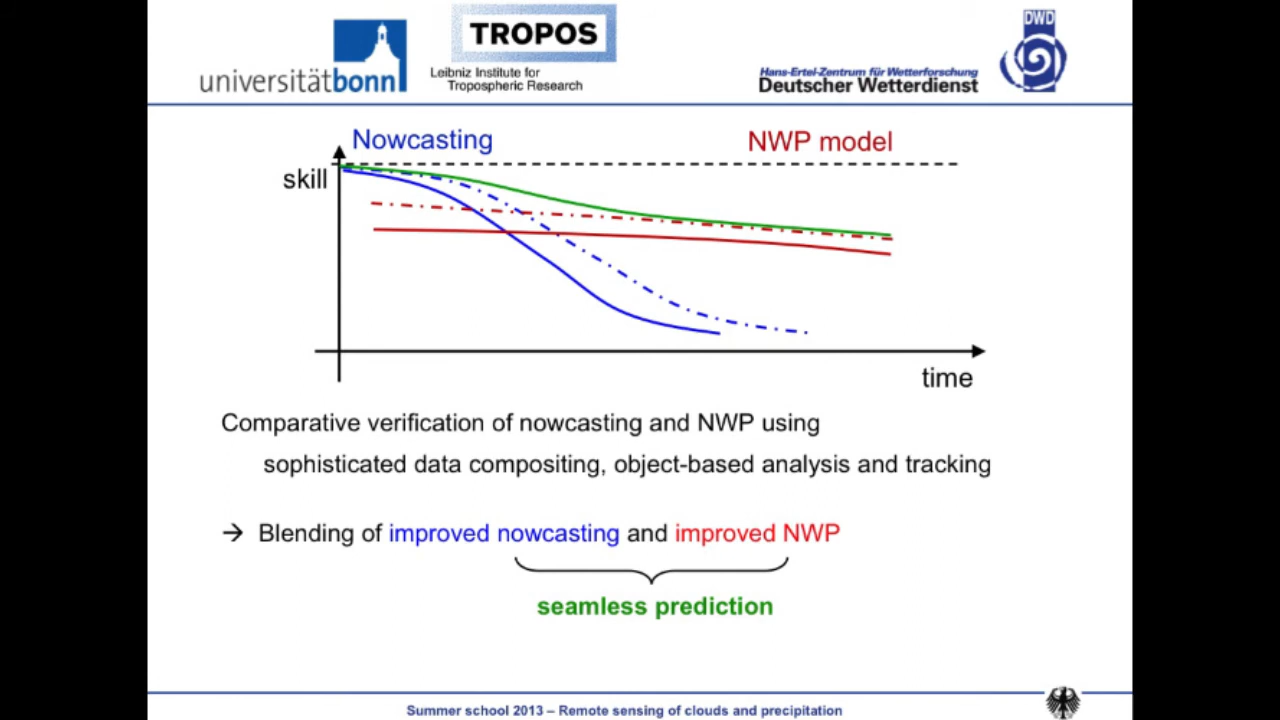 universitätbonn
TROPOS
Leibniz Institute for
Tropospheric Research
Hans-Ertel-Zentrum für Wetterforschung
Deutscher Wetterdienst
DWD
Nowcasting
NWP model
skill
time
Comparative verification of nowcasting and NWP using
sophisticated data compositing, object-based analysis and tracking
→ Blending of improved nowcasting and improved NWP
seamless prediction
Summer school 2013 – Remote sensing of clouds and precipitation